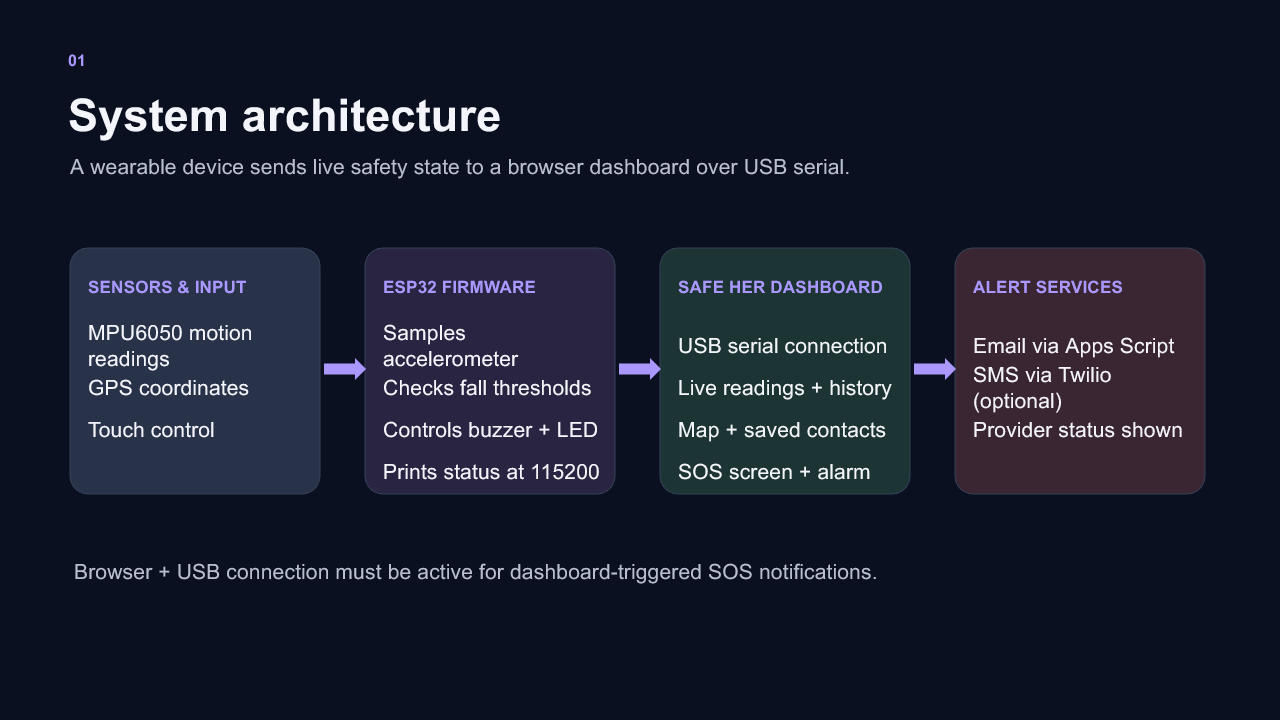 01
System architecture
A wearable device sends live safety state to a browser dashboard over USB serial.
SENSORS & INPUT
MPU6050 motion
readings
GPS coordinates
Touch control
ESP32 FIRMWARE
Samples
accelerometer
Checks fall thresholds
Controls buzzer + LED
Prints status at 115200
SAFE HER DASHBOARD
USB serial connection
Live readings + history
Map + saved contacts
SOS screen + alarm
ALERT SERVICES
Email via Apps Script
SMS via Twilio
(optional)
Provider status shown
Browser + USB connection must be active for dashboard-triggered SOS notifications.